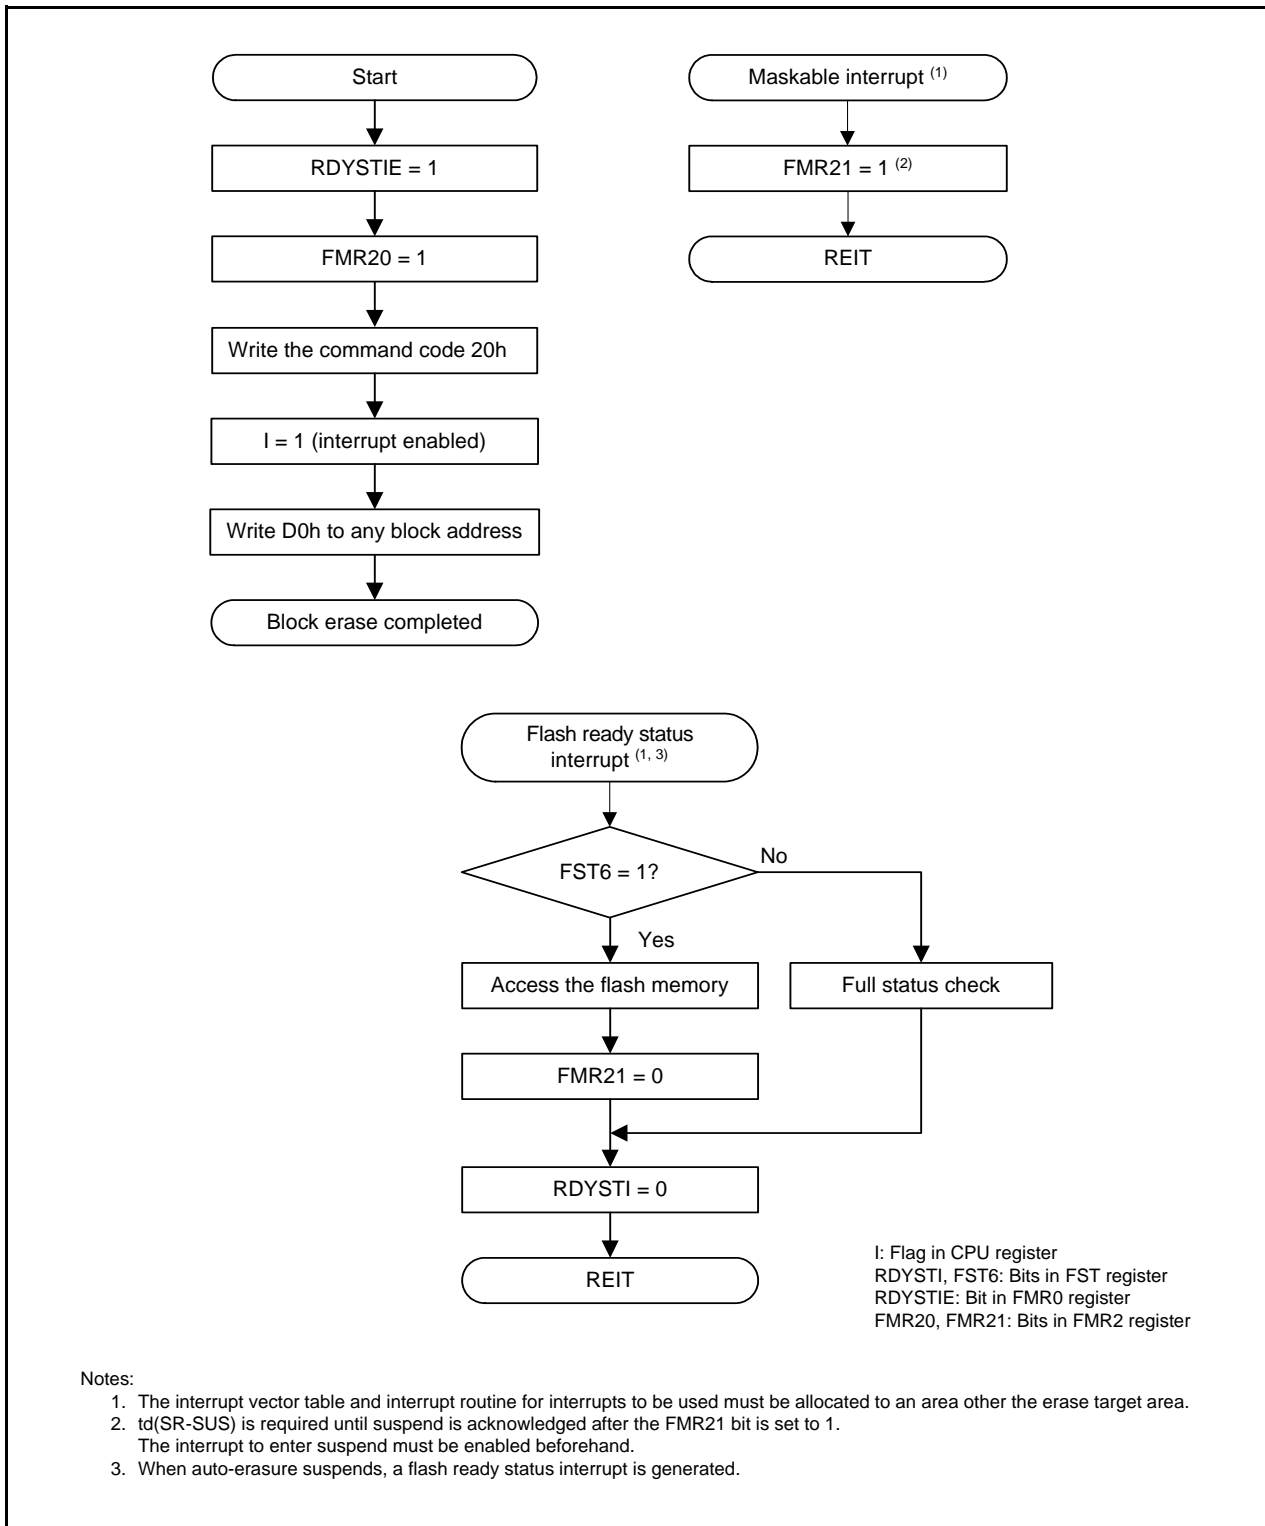 Start
RDYSTIE = 1
FMR20 = 1
Write the command code 20h
I = 1 (interrupt enabled)
Write D0h to any block address
Block erase completed
Maskable interrupt (1)
FMR21 = 1 (2)
REIT
Flash ready status
interrupt (1, 3)
FST6 = 1?
No
Yes
Access the flash memory
Full status check
FMR21 = 0
RDYSTI = 0
REIT
I: Flag in CPU register
RDYSTI, FST6: Bits in FST register
RDYSTIE: Bit in FMR0 register
FMR20, FMR21: Bits in FMR2 register
Notes:
1. The interrupt vector table and interrupt routine for interrupts to be used must be allocated to an area other the erase target area.
2. td(SR-SUS) is required until suspend is acknowledged after the FMR21 bit is set to 1.
The interrupt to enter suspend must be enabled beforehand.
3. When auto-erasure suspends, a flash ready status interrupt is generated.